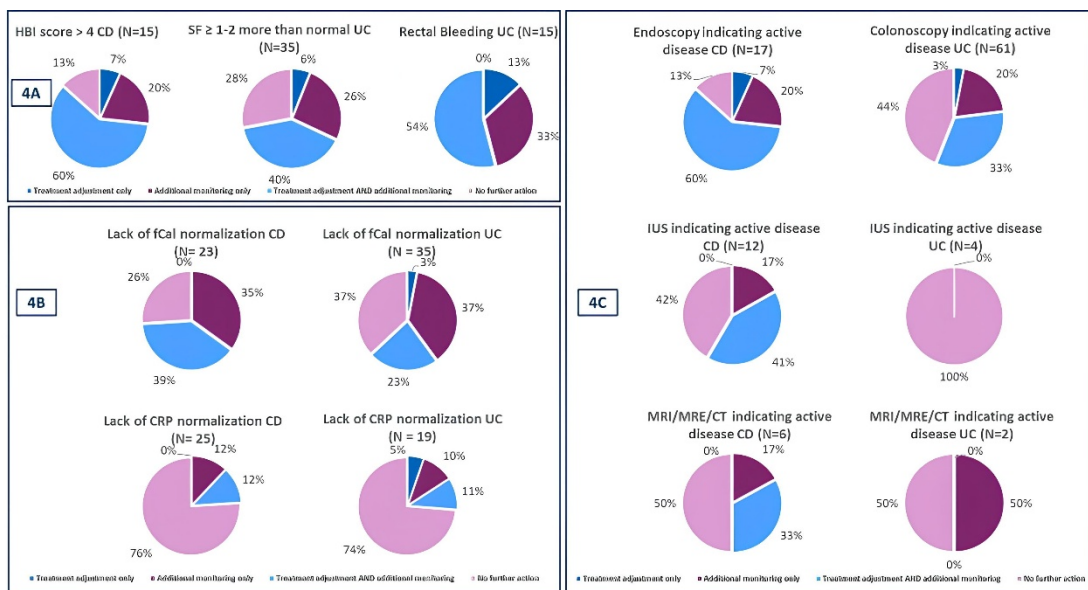 HBI score > 4 CD (N=15)
13%
7%
20%
60%
SF ≥ 1-2 more than normal UC
(N=35)
6%
28%
26%
40%
Rectal Bleeding UC (N=15)
0%
13%
54%
33%
4A
Treatment adjustment only
Additional monitoring only
Treatment adjustment AND additional monitoring
No further action
Lack of fCal normalization CD
(N= 23)
0%
26%
35%
39%
Lack of fCal normalization UC
(N = 35)
3%
37%
37%
23%
4B
Lack of CRP normalization CD
(N= 25)
0%
12%
12%
76%
Lack of CRP normalization UC
(N = 19)
5%
10%
11%
74%
Treatment adjustment only
Additional monitoring only
Treatment adjustment AND additional monitoring
No further action
Endoscopy indicating active
disease CD (N=17)
13%
7%
20%
60%
Colonoscopy indicating active
disease UC (N=61)
3%
20%
44%
33%
IUS indicating active disease
CD (N=12)
0%
17%
42%
41%
IUS indicating active disease
UC (N=4)
0%
100%
4C
MRI/MRE/CT indicating active
disease CD (N=6)
0%
17%
50%
33%
MRI/MRE/CT indicating active
disease UC (N=2)
0%
50%
50%
0%
Treatment adjustment only
Additional monitoring only
Treatment adjustment AND additional monitoring
No further action